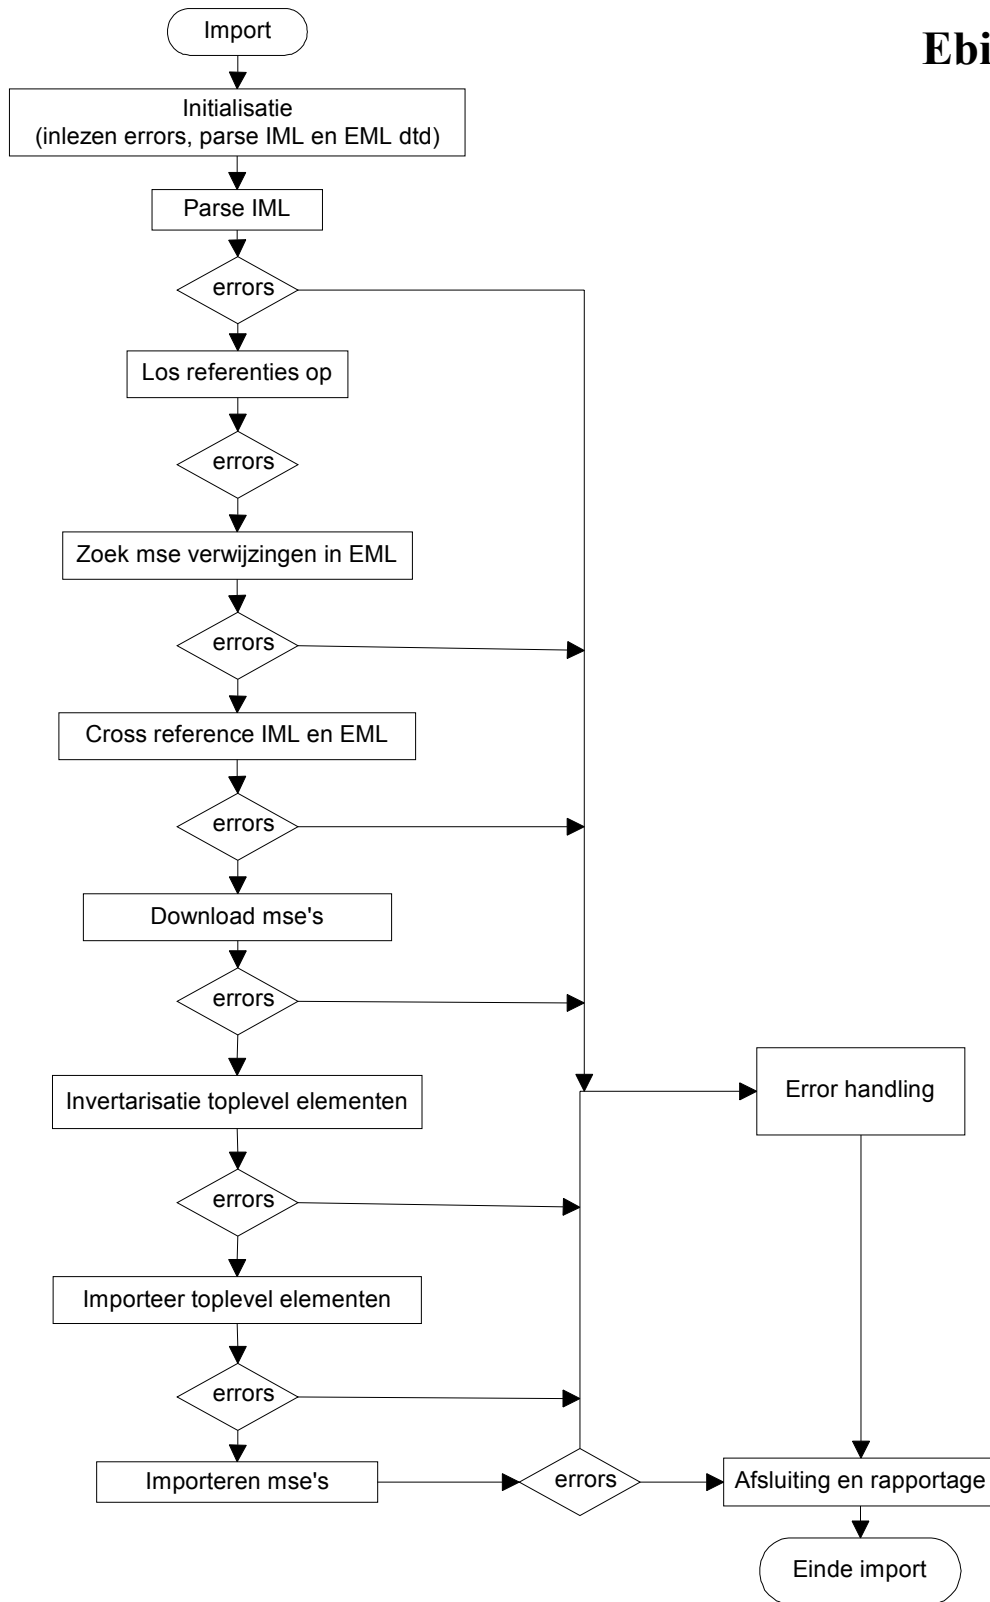 Import
Ebi
Initialisatie
(inlezen errors, parse IML en EML dtd)
Parse IML
errors
Los referenties op
errors
Zoek mse verwijzingen in EML
errors
Cross reference IML en EML
errors
Download mse's
errors
Invertarisatie toplevel elementen
Error handling
errors
Importeer toplevel elementen
errors
Importeren mse's
errors
Afsluiting en rapportage
Einde import